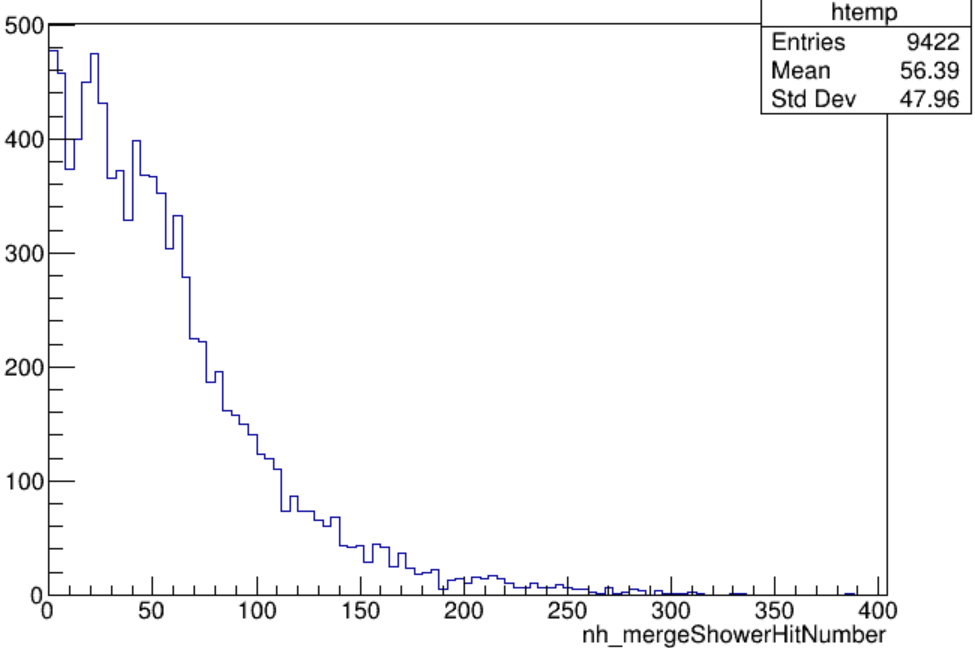 htemp
Entries 9422
Mean 56.39
Std Dev 47.96
500
400
300
200
100
0
0 50 100 150 200 250 300 350 400
nh_mergeShowerHitNumber